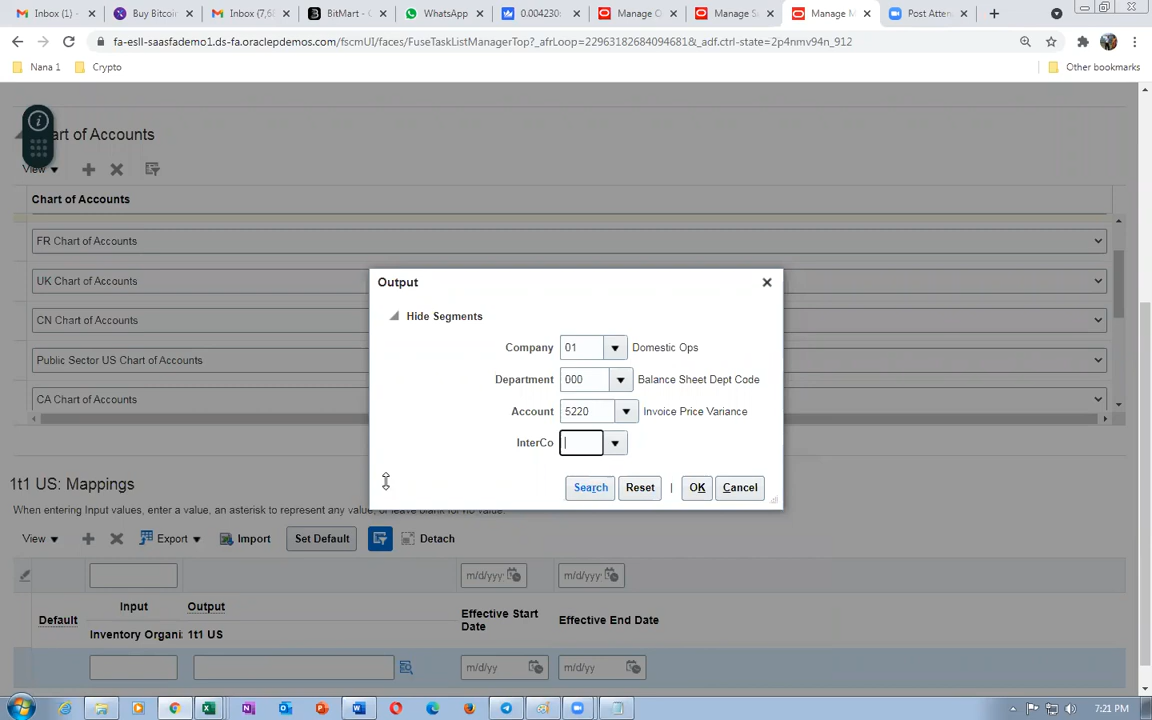 Inbox (1) -
Buy Bitcoin
Inbox (7,6
BitMart - C
WhatsApp
0.004230
Manage C
Manage S
Manage M
Post Atten
fa-esll-saasfademo1.ds-fa.oraclepdemos.com/fscmUI/faces/FuseTaskListManagerTop?_afrLoop=22963182684094681&_adf.ctrl-state=2p4nmv94n_912
Nana 1
Crypto
Other bookmarks
art of Accounts
View
Chart of Accounts
FR Chart of Accounts
UK Chart of Accounts
CN Chart of Accounts
Public Sector US Chart of Accounts
CA Chart of Accounts
Output
Hide Segments
Company 01 Domestic Ops
Department 000 Balance Sheet Dept Code
Account 5220 Invoice Price Variance
InterCo
Search Reset | OK Cancel
1t1 US: Mappings
When entering Input values, enter a value, an asterisk to represent any value, or leave blank for no value.
View Export Import Set Default Detach
m/d/yyy m/d/yyy
Default Input Output Effective Start Date Effective End Date
Inventory Organi 1t1 US
m/d/yy m/d/yy
7:21 PM